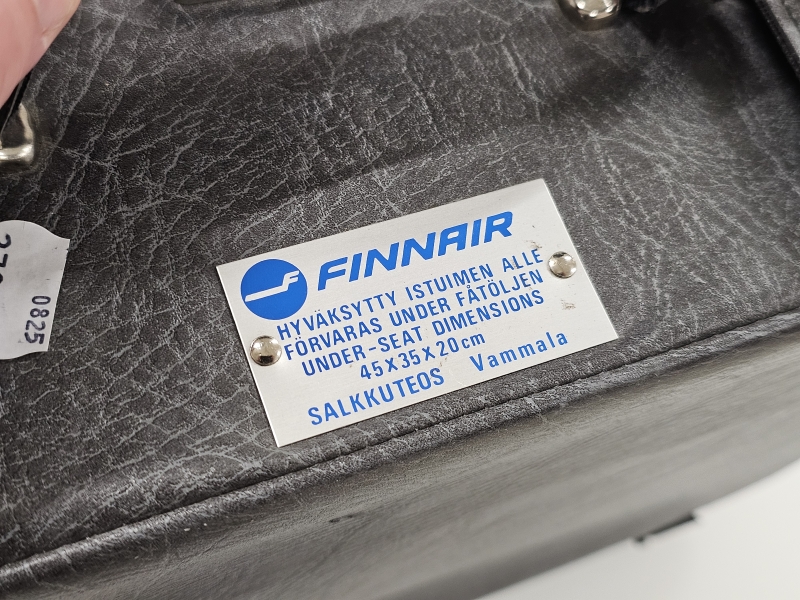 FINNAIR
HYVÄKSYTTY ISTUIMEN ALLE
FÖRVARAS UNDER FÅTÖLJEN
UNDER-SEAT DIMENSIONS
45X35X20cm
SALKKUTEOS Vammala
0825